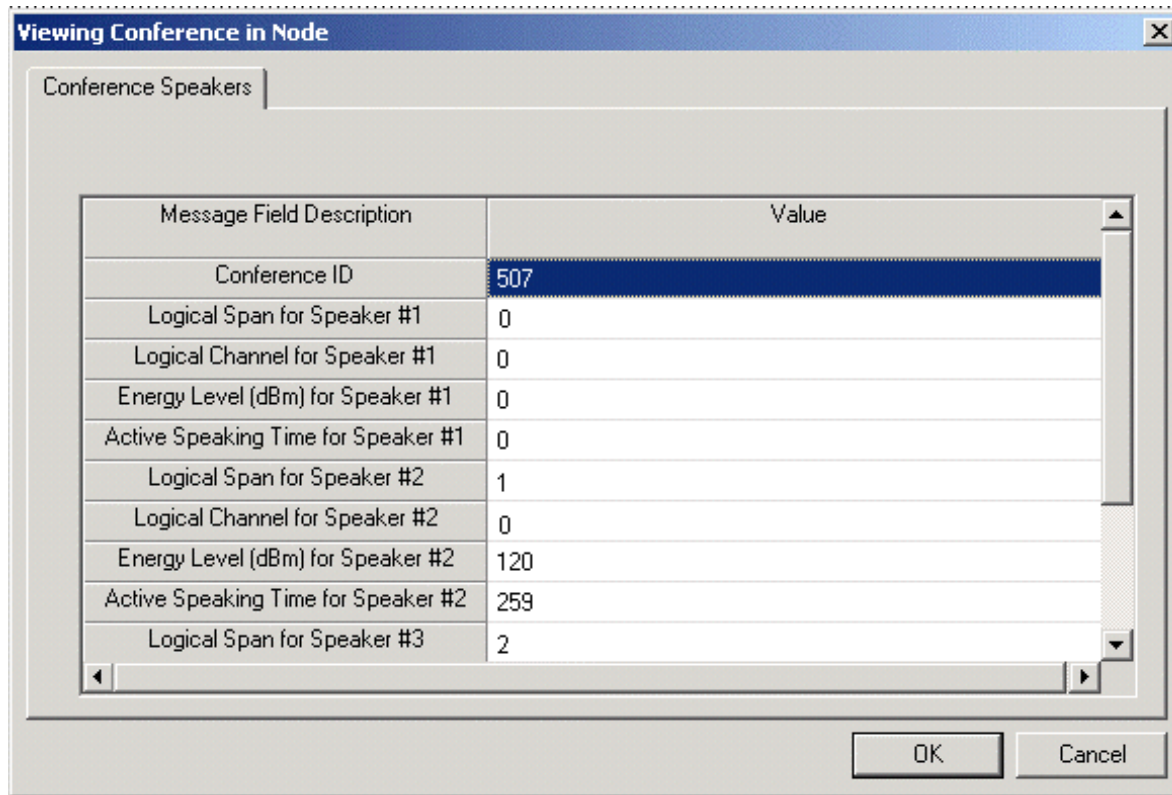 Viewing Conference in Node
Conference Speakers
Message Field Description Value
Conference ID 507
Logical Span for Speaker #1 0
Logical Channel for Speaker #1 0
Energy Level (dBm) for Speaker #1 0
Active Speaking Time for Speaker #1 0
Logical Span for Speaker #2 1
Logical Channel for Speaker #2 0
Energy Level (dBm) for Speaker #2 120
Active Speaking Time for Speaker #2 259
Logical Span for Speaker #3 2
OK Cancel